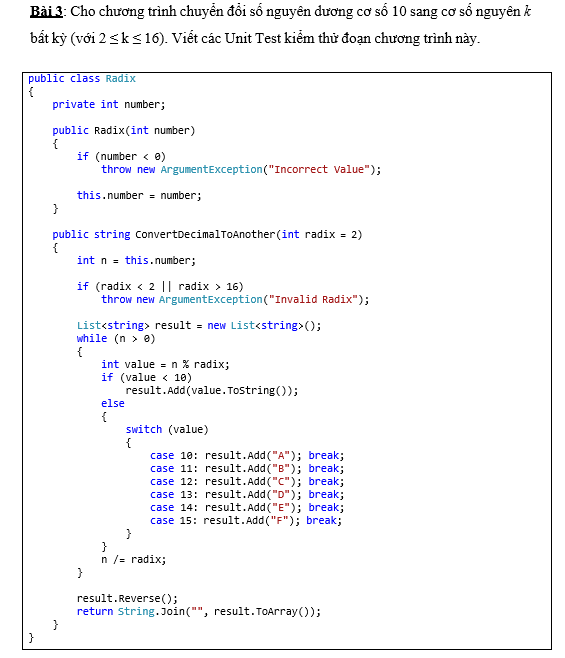 Bài 3: Cho chương trình chuyển đổi số nguyên dương cơ số 10 sang cơ số nguyên k
bất kỳ (với 2 ≤ k ≤ 16). Viết các Unit Test kiểm thử đoạn chương trình này.
public class Radix
{
    private int number;

    public Radix(int number)
    {
        if (number < 0)
            throw new ArgumentException("Incorrect Value");

        this.number = number;
    }

    public string ConvertDecimalToAnother(int radix = 2)
    {
        int n = this.number;

        if (radix < 2 || radix > 16)
            throw new ArgumentException("Invalid Radix");

        List<string> result = new List<string>();
        while (n > 0)
        {
            int value = n % radix;
            if (value < 10)
                result.Add(value.ToString());
            else
            {
                switch (value)
                {
                    case 10: result.Add("A"); break;
                    case 11: result.Add("B"); break;
                    case 12: result.Add("C"); break;
                    case 13: result.Add("D"); break;
                    case 14: result.Add("E"); break;
                    case 15: result.Add("F"); break;
                }
            }
            n /= radix;
        }

        result.Reverse();
        return String.Join("", result.ToArray());
    }
}